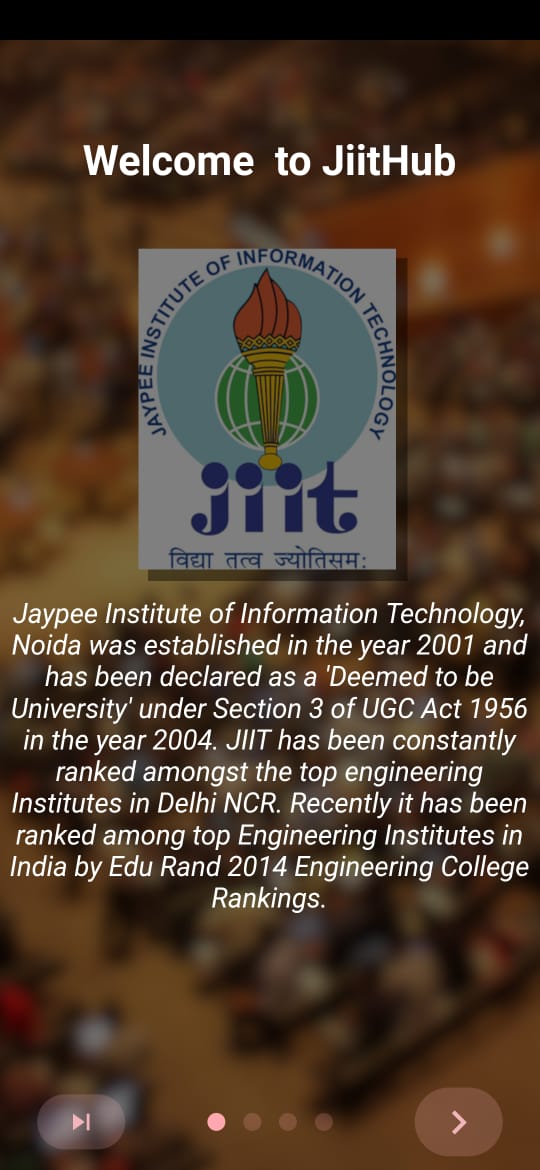 Welcome  to JiitHub
JAYPEE INSTITUTE OF INFORMATION TECHNOLOGY
jiit
विद्या तत्व ज्योतिसम:
Jaypee Institute of Information Technology,
Noida was established in the year 2001 and
has been declared as a 'Deemed to be
University' under Section 3 of UGC Act 1956
in the year 2004. JIIT has been constantly
ranked amongst the top engineering
Institutes in Delhi NCR. Recently it has been
ranked among top Engineering Institutes in
India by Edu Rand 2014 Engineering College
Rankings.